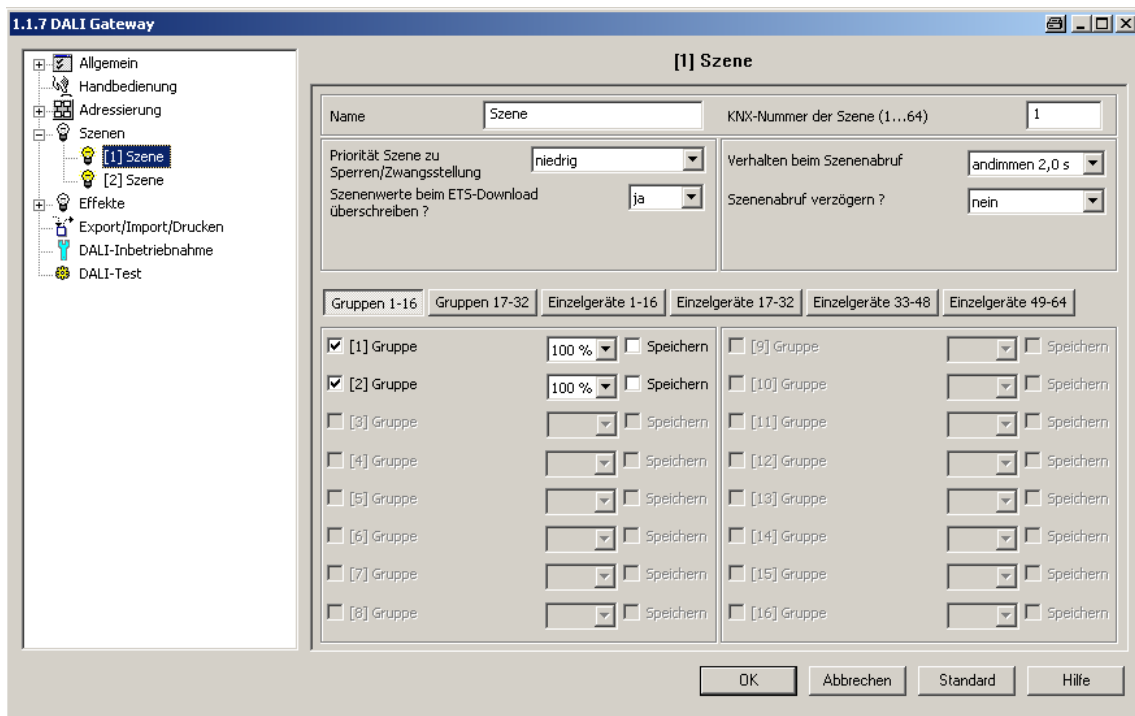 1.1.7 DALI Gateway
Allgemein
Handbedienung
Adressierung
Szenen
[1] Szene
[2] Szene
Effekte
Export/Import/Drucken
DALI-Inbetriebnahme
DALI-Test
[1] Szene
Name Szene KNX-Nummer der Szene (1...64) 1
Priorität Szene zu
Sperren/Zwangsstellung niedrig
Szenenwerte beim ETS-Download
überschreiben ? ja
Verhalten beim Szenenabruf andimmen 2,0 s
Szenenabruf verzögern ? nein
Gruppen 1-16 Gruppen 17-32 Einzelgeräte 1-16 Einzelgeräte 17-32 Einzelgeräte 33-48 Einzelgeräte 49-64
[1] Gruppe 100 % Speichern [9] Gruppe Speichern
[2] Gruppe 100 % Speichern [10] Gruppe Speichern
[3] Gruppe Speichern [11] Gruppe Speichern
[4] Gruppe Speichern [12] Gruppe Speichern
[5] Gruppe Speichern [13] Gruppe Speichern
[6] Gruppe Speichern [14] Gruppe Speichern
[7] Gruppe Speichern [15] Gruppe Speichern
[8] Gruppe Speichern [16] Gruppe Speichern
OK Abbrechen Standard Hilfe